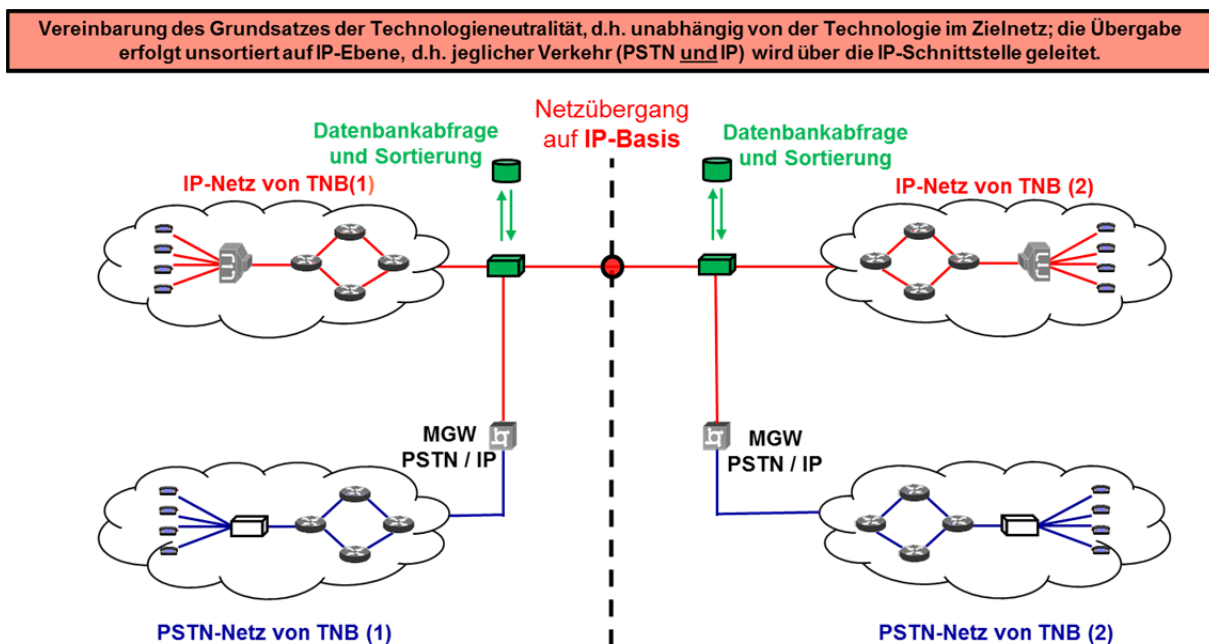 Vereinbarung des Grundsatzes der Technologieneutralität, d.h. unabhängig von der Technologie im Zielnetz; die Übergabe
erfolgt unsortiert auf IP-Ebene, d.h. jeglicher Verkehr (PSTN und IP) wird über die IP-Schnittstelle geleitet.
Netzübergang
auf IP-Basis
Datenbankabfrage
und Sortierung
Datenbankabfrage
und Sortierung
IP-Netz von TNB(1)
IP-Netz von TNB (2)
MGW
PSTN / IP
MGW
PSTN / IP
PSTN-Netz von TNB (1)
PSTN-Netz von TNB (2)